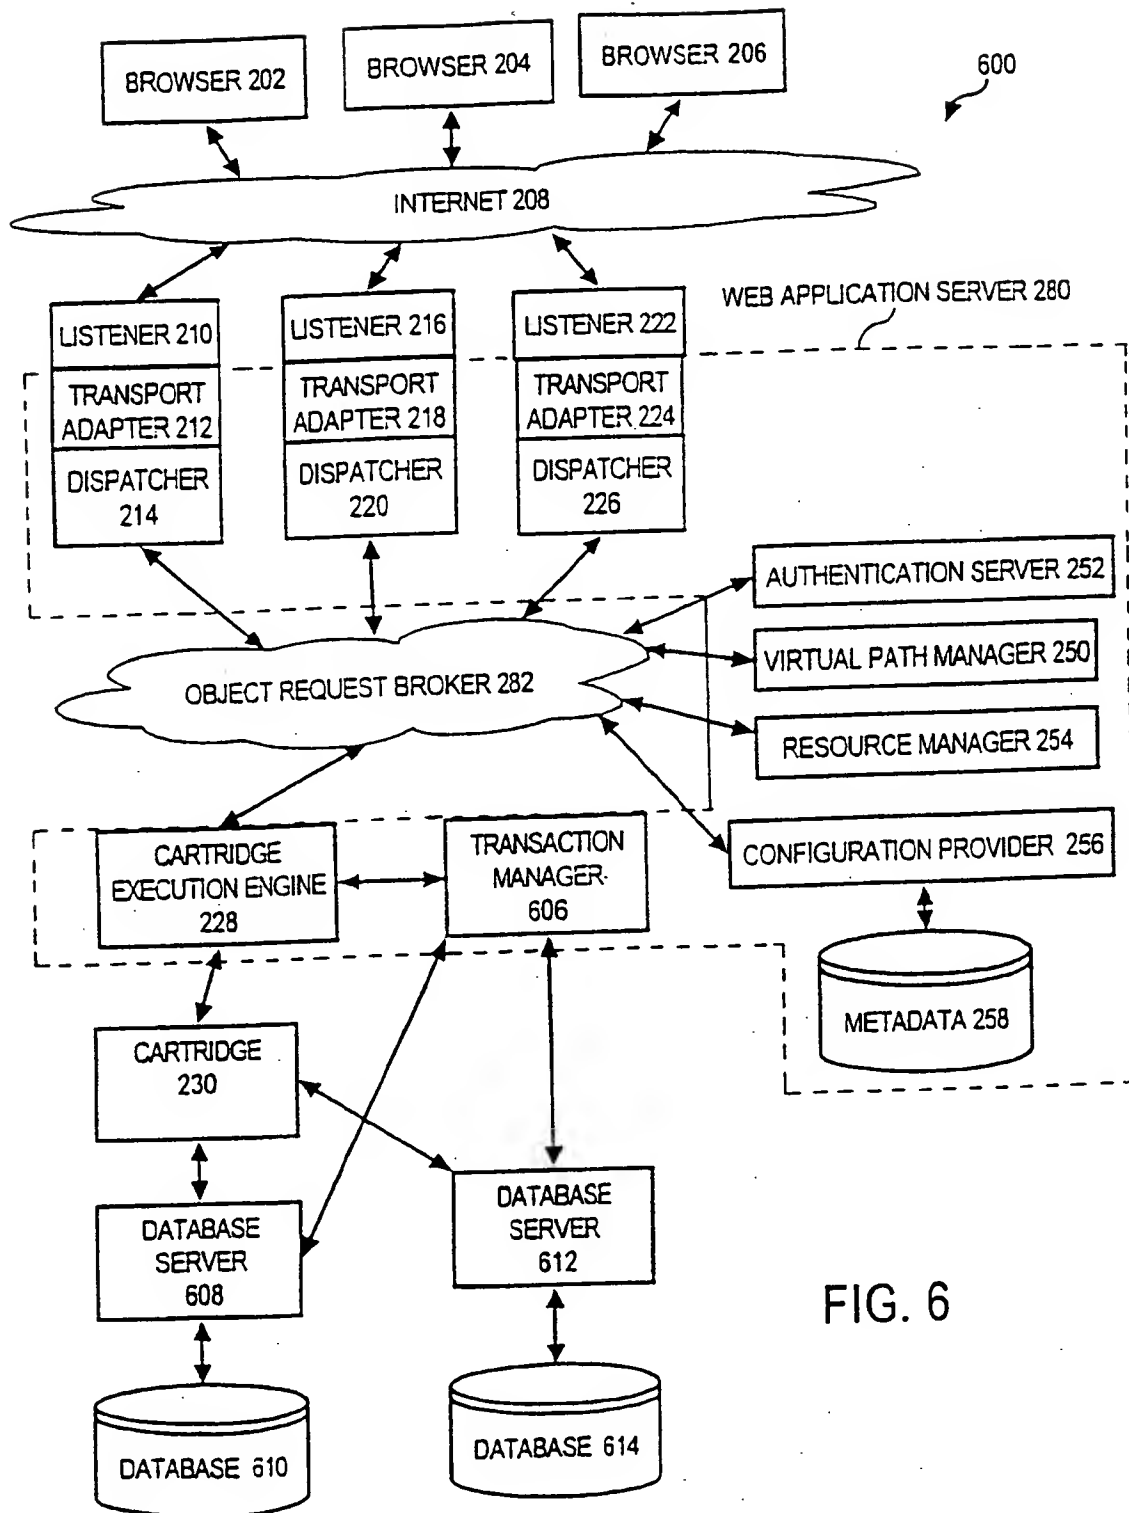 BROWSER 202
BROWSER 204
BROWSER 206
600
INTERNET 208
WEB APPLICATION SERVER 280
LISTENER 210
LISTENER 216
LISTENER 222
TRANSPORT
ADAPTER 212
TRANSPORT
ADAPTER 218
TRANSPORT
ADAPTER 224
DISPATCHER
214
DISPATCHER
220
DISPATCHER
226
AUTHENTICATION SERVER 252
VIRTUAL PATH MANAGER 250
OBJECT REQUEST BROKER 282
RESOURCE MANAGER 254
CONFIGURATION PROVIDER 256
CARTRIDGE
EXECUTION ENGINE
228
TRANSACTION
MANAGER
606
METADATA 258
CARTRIDGE
230
DATABASE
SERVER
608
DATABASE
SERVER
612
FIG. 6
DATABASE 610
DATABASE 614